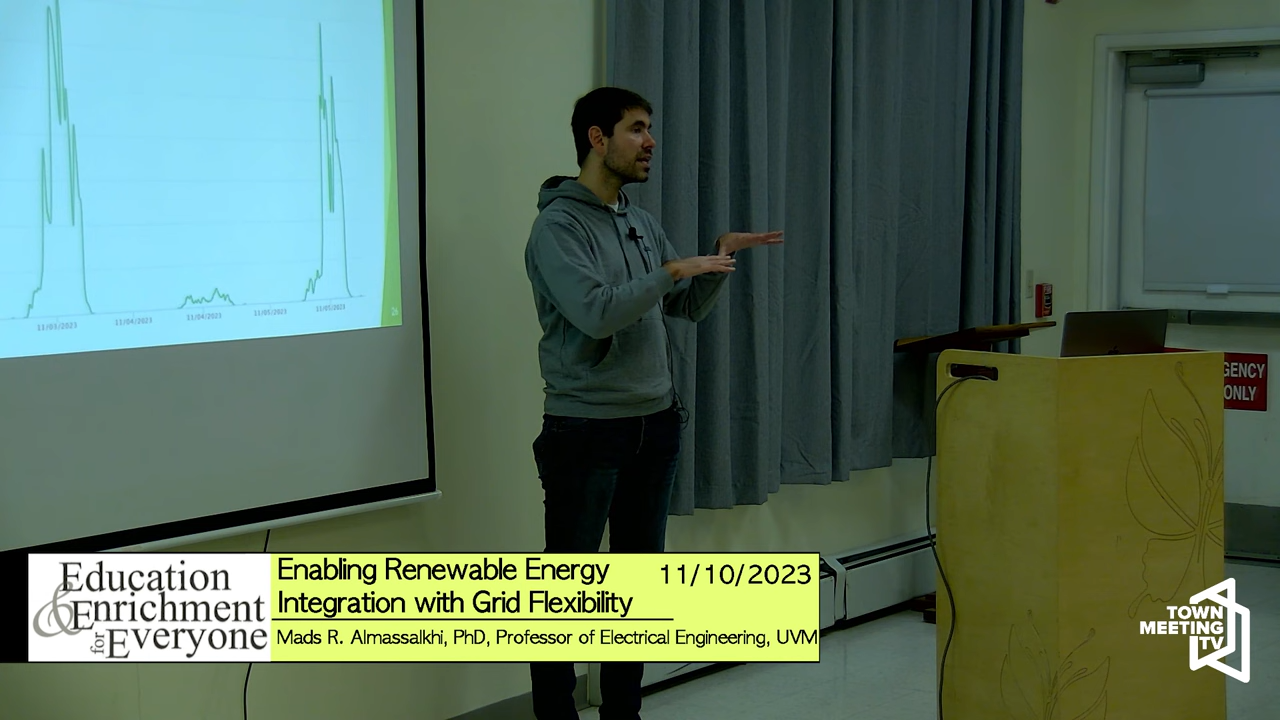 11/03/2023 11/04/2023 11/04/2023 11/05/2023 11/05/2023
GENCY
ONLY
Education
& Enrichment
for Everyone
Enabling Renewable Energy 11/10/2023
Integration with Grid Flexibility
Mads R. Almassalkhi, PhD, Professor of Electrical Engineering, UVM
TOWN
MEETING
TV